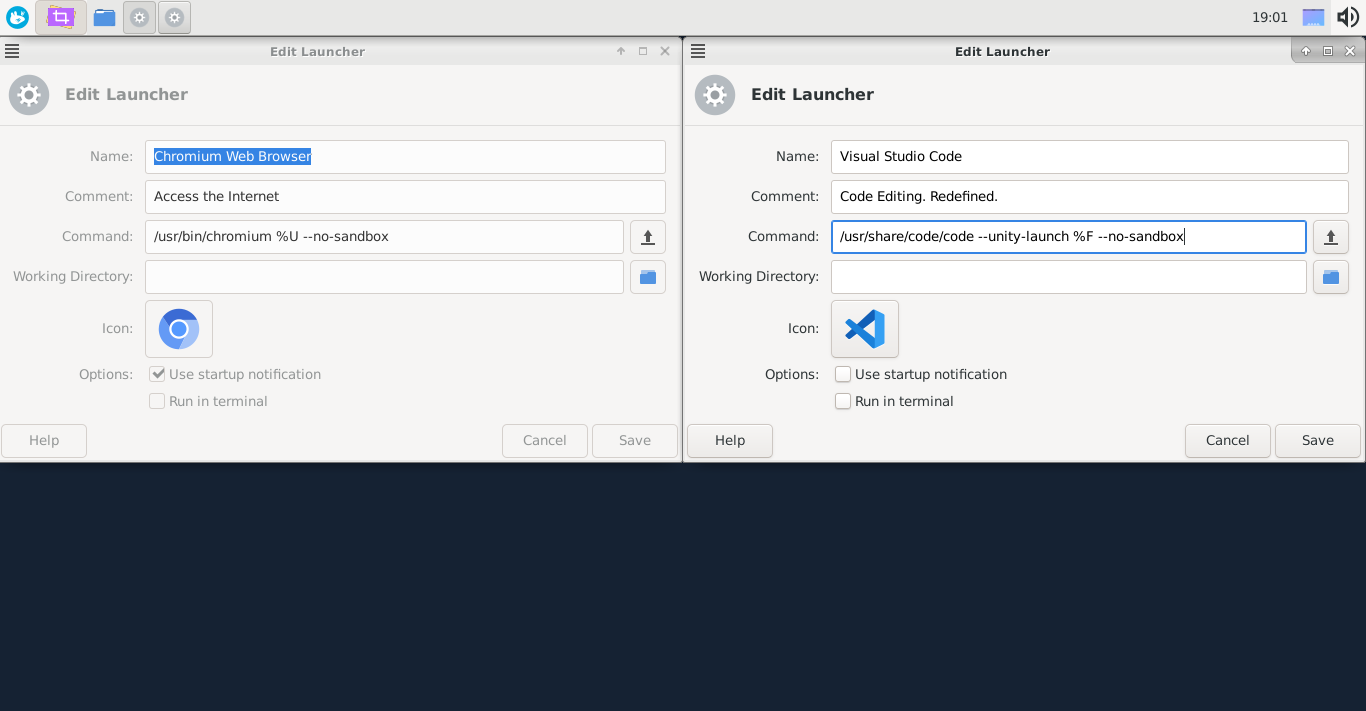 19:01
Edit Launcher
Edit Launcher
Name: Chromium Web Browser
Comment: Access the Internet
Command: /usr/bin/chromium %U --no-sandbox
Working Directory:
Icon:
Options: Use startup notification
Run in terminal
Help Cancel Save
Edit Launcher
Edit Launcher
Name: Visual Studio Code
Comment: Code Editing. Redefined.
Command: /usr/share/code/code --unity-launch %F --no-sandbox
Working Directory:
Icon:
Options: Use startup notification
Run in terminal
Help Cancel Save